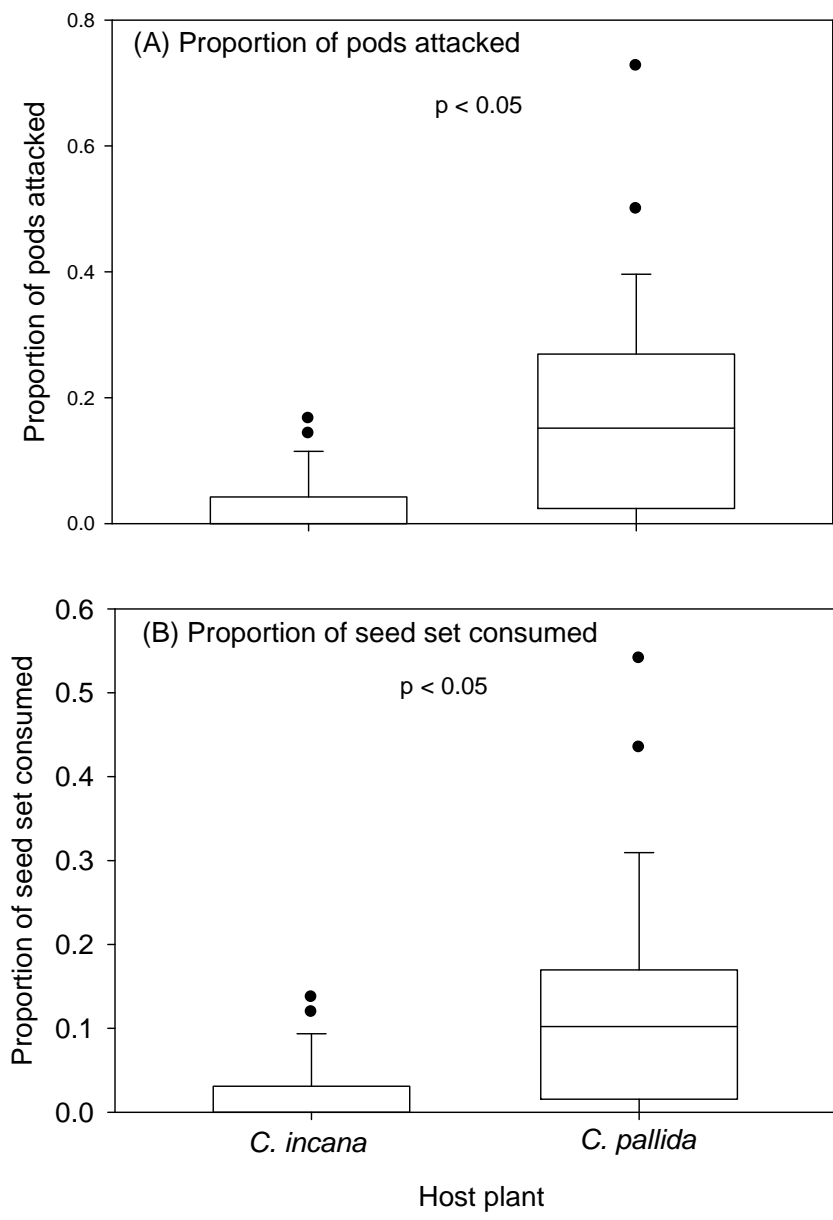 (A) Proportion of pods attacked
p < 0.05
Proportion of pods attacked
0.8
0.6
0.4
0.2
0.0
(B) Proportion of seed set consumed
p < 0.05
Proportion of seed set consumed
0.6
0.5
0.4
0.3
0.2
0.1
0.0
C. incana
C. pallida
Host plant